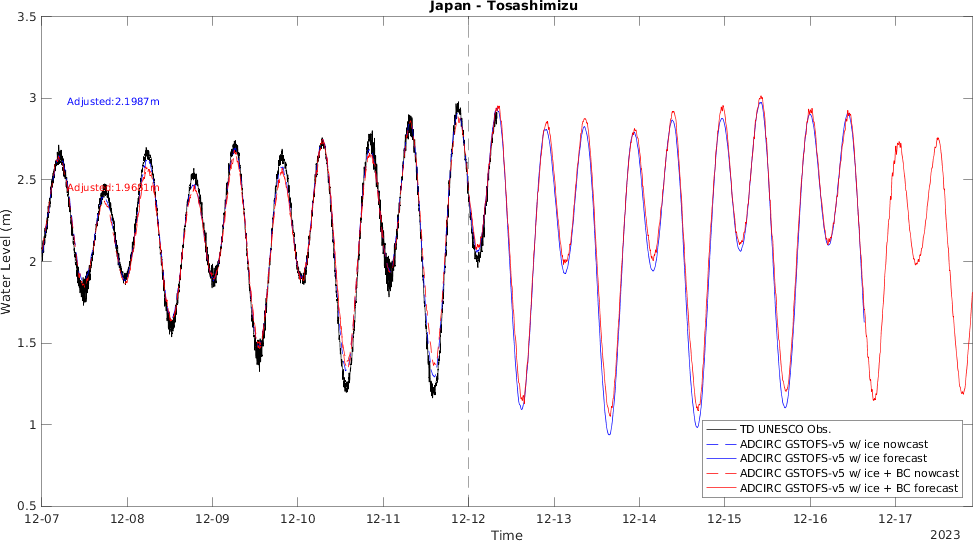 Japan - Tosashimizu
Water Level (m)
3.5
3
2.5
2
1.5
1
0.5
Adjusted:2.1987m
TD UNESCO Obs.
ADCIRC GSTOFS-v5 w/ ice nowcast
ADCIRC GSTOFS-v5 w/ ice forecast
ADCIRC GSTOFS-v5 w/ ice + BC nowcast
ADCIRC GSTOFS-v5 w/ ice + BC forecast
12-07
12-08
12-09
12-10
12-11
12-12
12-13
12-14
12-15
12-16
12-17
Time
2023